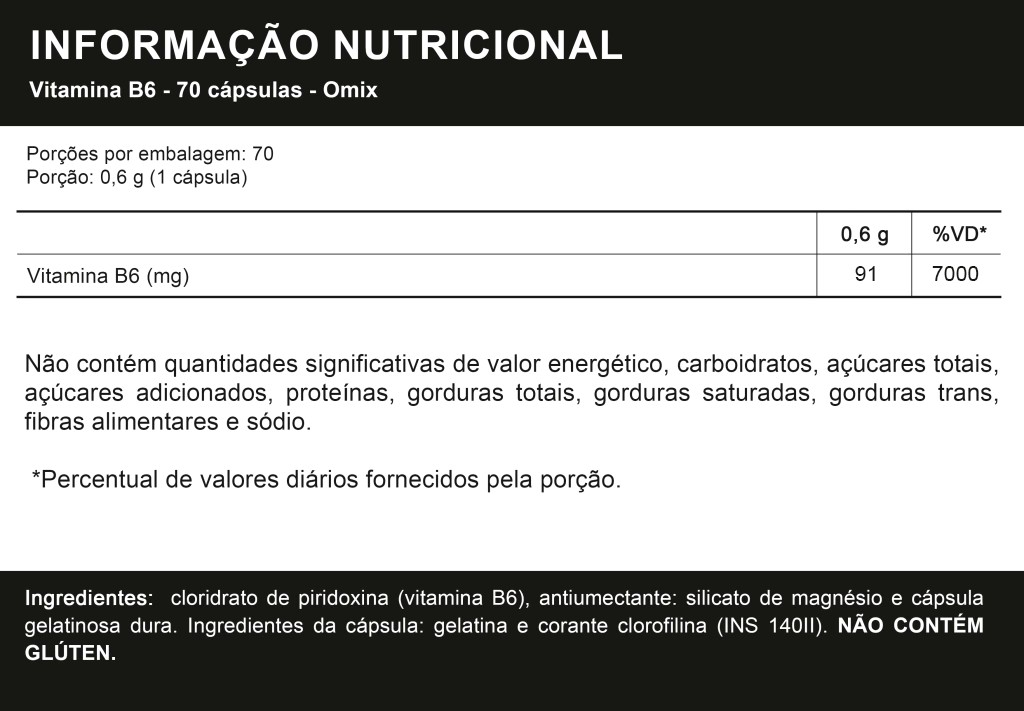 INFORMAÇÃO NUTRICIONAL
Vitamina B6 - 70 cápsulas - Omix
Porções por embalagem: 70
Porção: 0,6 g (1 cápsula)
0,6 g %VD*
Vitamina B6 (mg) 91 7000
Não contém quantidades significativas de valor energético, carboidratos, açúcares totais,
açúcares adicionados, proteínas, gorduras totais, gorduras saturadas, gorduras trans,
fibras alimentares e sódio.
*Percentual de valores diários fornecidos pela porção.
Ingredientes: cloridrato de piridoxina (vitamina B6), antiumectante: silicato de magnésio e cápsula
gelatinosa dura. Ingredientes da cápsula: gelatina e corante clorofilina (INS 140II). NÃO CONTÉM
GLÚTEN.